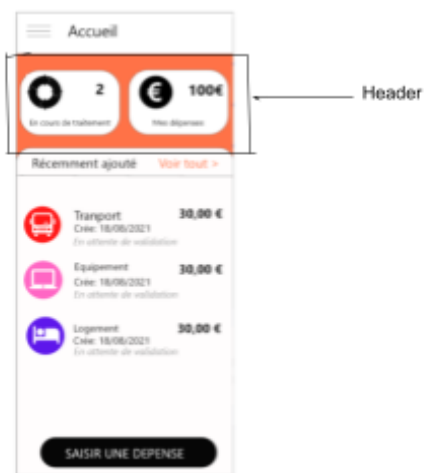 Accueil
2
100€
En cours de traitement
Mes dépenses
Header
Récemment ajouté
Voir tout >
Tranport
30,00 €
Crée: 18/08/2021
En attente de validation
Equipement
30,00 €
Crée: 18/08/2021
En attente de validation
Logement
30,00 €
Crée: 18/08/2021
En attente de validation
SAISIR UNE DEPENSE